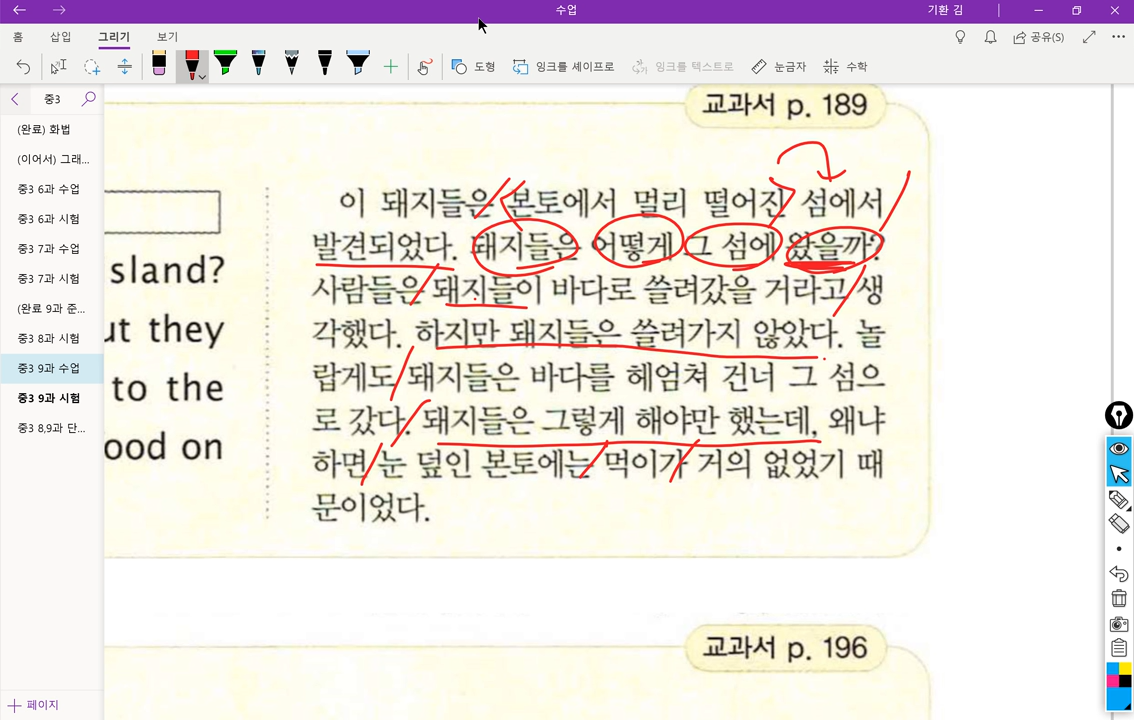 수업
기환 김
홈
삽입
그리기
보기
공유(S)
도형
잉크를 셰이프로
잉크를 텍스트로
눈금자
수학
중3
(완료) 화법
(이어서) 그래...
중3 6과 수업
중3 6과 시험
중3 7과 수업
중3 7과 시험
(완료 9과 준...
중3 8과 시험
중3 9과 수업
중3 9과 시험
중3 8,9과 단...
페이지
교과서 p. 189
sland?
ut they
to the
ood on
이 돼지들은 본토에서 멀리 떨어진 섬에서
발견되었다. 돼지들은 어떻게 그 섬에 왔을까?
사람들은 돼지들이 바다로 쓸려갔을 거라고 생
각했다. 하지만 돼지들은 쓸려가지 않았다. 놀
랍게도 돼지들은 바다를 헤엄쳐 건너 그 섬으
로 갔다. 돼지들은 그렇게 해야만 했는데, 왜냐
하면 눈 덮인 본토에는 먹이가 거의 없었기 때
문이었다.
교과서 p. 196